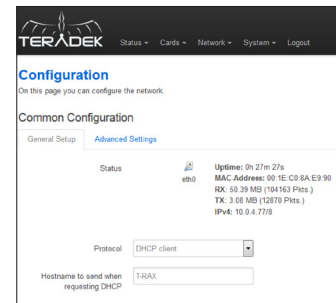 TERADEK
Status Cards Network System Logout
Configuration
On this page you can configure the network.
Common Configuration
General Setup Advanced Settings
Status
eth0
Uptime: 0h 27m 27s
MAC-Address: 00:1E:C0:8A:E9:90
RX: 50.39 MB (104163 Pkts.)
TX: 3.08 MB (12870 Pkts.)
IPv4: 10.0.4.77/8
Protocol DHCP client
Hostname to send when requesting DHCP T-RAX